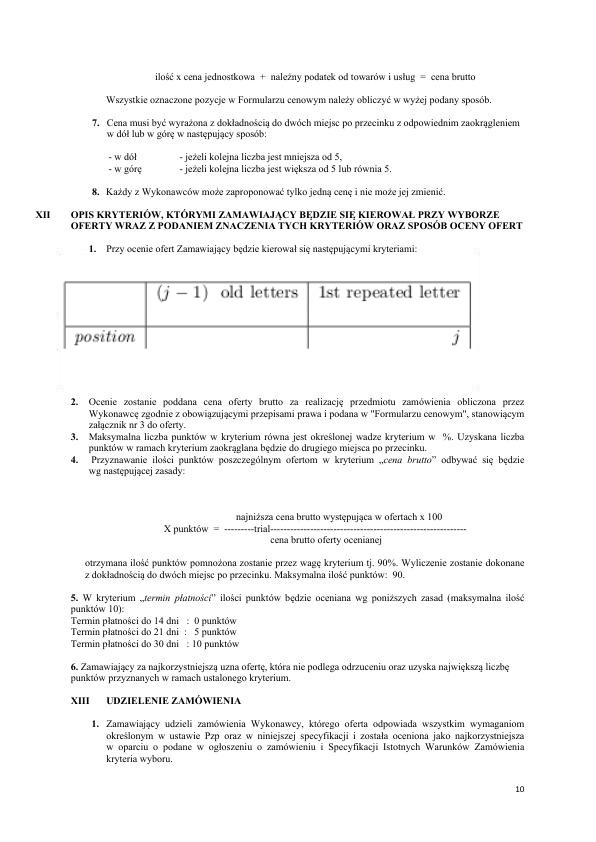 ilość x cena jednostkowa + należny podatek od towarów i usług = cena brutto
Wszystkie oznaczone pozycje w Formularzu cenowym należy obliczyć w wyżej podany sposób.
7. Cena musi być wyrażona z dokładnością do dwóch miejsc po przecinku z odpowiednim zaokrągleniem
w dół lub w górę w następujący sposób:
- w dół - jeżeli kolejna liczba jest mniejsza od 5,
- w górę - jeżeli kolejna liczba jest większa od 5 lub równia 5.
8. Każdy z Wykonawców może zaproponować tylko jedną cenę i nie może jej zmienić.
XII OPIS KRYTERIÓW, KTÓRYMI ZAMAWIAJĄCY BĘDZIE SIĘ KIEROWAŁ PRZY WYBORZE
OFERTY WRAZ Z PODANIEM ZNACZENIA TYCH KRYTERIÓW ORAZ SPOSÓB OCENY OFERT
1. Przy ocenie ofert Zamawiający będzie kierował się następującymi kryteriami:
(j − 1) old letters 1st repeated letter
position j
2. Ocenie zostanie poddana cena oferty brutto za realizację przedmiotu zamówienia obliczona przez
Wykonawcę zgodnie z obowiązującymi przepisami prawa i podana w "Formularzu cenowym", stanowiącym
załącznik nr 3 do oferty.
3. Maksymalna liczba punktów w kryterium równa jest określonej wadze kryterium w %. Uzyskana liczba
punktów w ramach kryterium zaokrąglana będzie do drugiego miejsca po przecinku.
4. Przyznawanie ilości punktów poszczególnym ofertom w kryterium „cena brutto” odbywać się będzie
wg następującej zasady:
najniższa cena brutto występująca w ofertach x 100
X punktów = ---------trial-----------------------------------------------------------
cena brutto oferty ocenianej
otrzymana ilość punktów pomnożona zostanie przez wagę kryterium tj. 90%. Wyliczenie zostanie dokonane
z dokładnością do dwóch miejsc po przecinku. Maksymalna ilość punktów: 90.
5. W kryterium „termin płatności” ilości punktów będzie oceniana wg poniższych zasad (maksymalna ilość
punktów 10):
Termin płatności do 14 dni : 0 punktów
Termin płatności do 21 dni : 5 punktów
Termin płatności do 30 dni : 10 punktów
6. Zamawiający za najkorzystniejszą uzna ofertę, która nie podlega odrzuceniu oraz uzyska największą liczbę
punktów przyznanych w ramach ustalonego kryterium.
XIII UDZIELENIE ZAMÓWIENIA
1. Zamawiający udzieli zamówienia Wykonawcy, którego oferta odpowiada wszystkim wymaganiom
określonym w ustawie Pzp oraz w niniejszej specyfikacji i została oceniona jako najkorzystniejsza
w oparciu o podane w ogłoszeniu o zamówieniu i Specyfikacji Istotnych Warunków Zamówienia
kryteria wyboru.
10